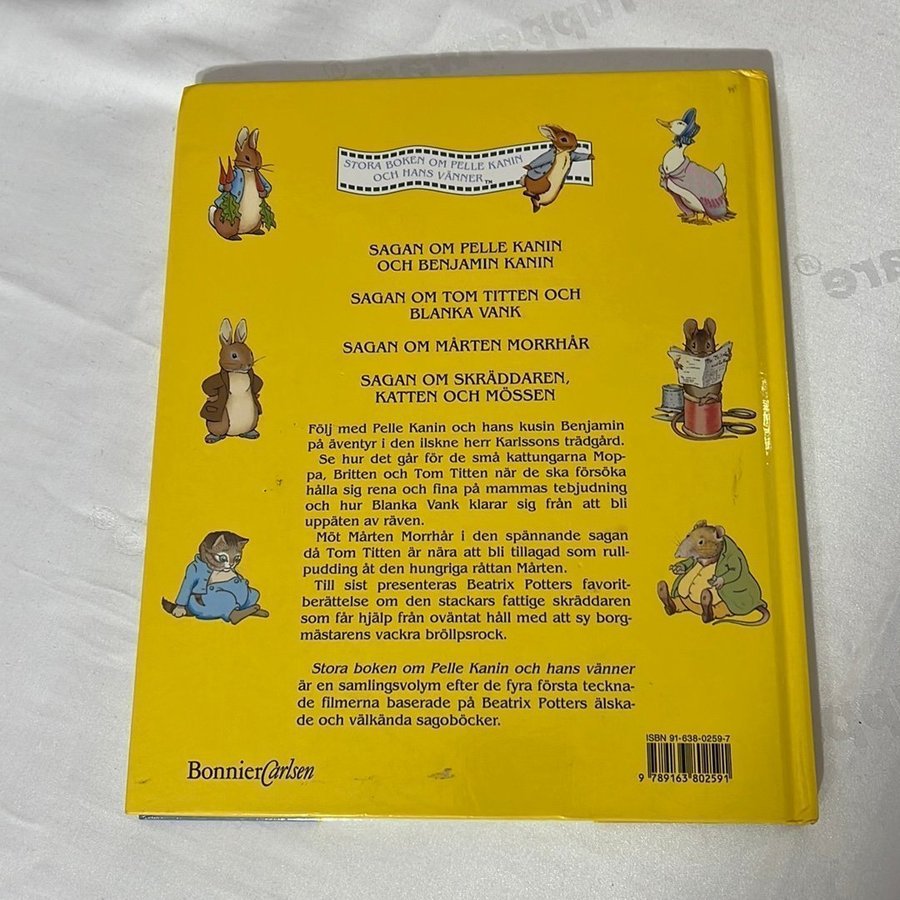 Tupperware®
STORA BOKEN OM PELLE KANIN
OCH HANS VÄNNER™
SAGAN OM PELLE KANIN
OCH BENJAMIN KANIN
SAGAN OM TOM TITTEN OCH
BLANKA VANK
SAGAN OM MÅRTEN MORRHÅR
SAGAN OM SKRÄDDAREN,
KATTEN OCH MÖSSEN
Följ med Pelle Kanin och hans kusin Benjamin
på äventyr i den ilskne herr Karlssons trädgård.
Se hur det går för de små kattungarna Mop-
pa, Britten och Tom Titten när de ska försöka
hålla sig rena och fina på mammas tebjudning
och hur Blanka Vank klarar sig från att bli
uppäten av räven.
Möt Mårten Morrhår i den spännande sagan
då Tom Titten är nära att bli tillagad som rull-
pudding åt den hungriga råttan Mårten.
Till sist presenteras Beatrix Potters favorit-
berättelse om den stackars fattige skräddaren
som får hjälp från oväntat håll med att sy borg-
mästarens vackra bröllpsrock.
Stora boken om Pelle Kanin och hans vänner
är en samlingsvolym efter de fyra första teckna-
de filmerna baserade på Beatrix Potters älska-
de och välkända sagoböcker.
BonnierCarlsen
ISBN 91-638-0259-7
9 789163 802591